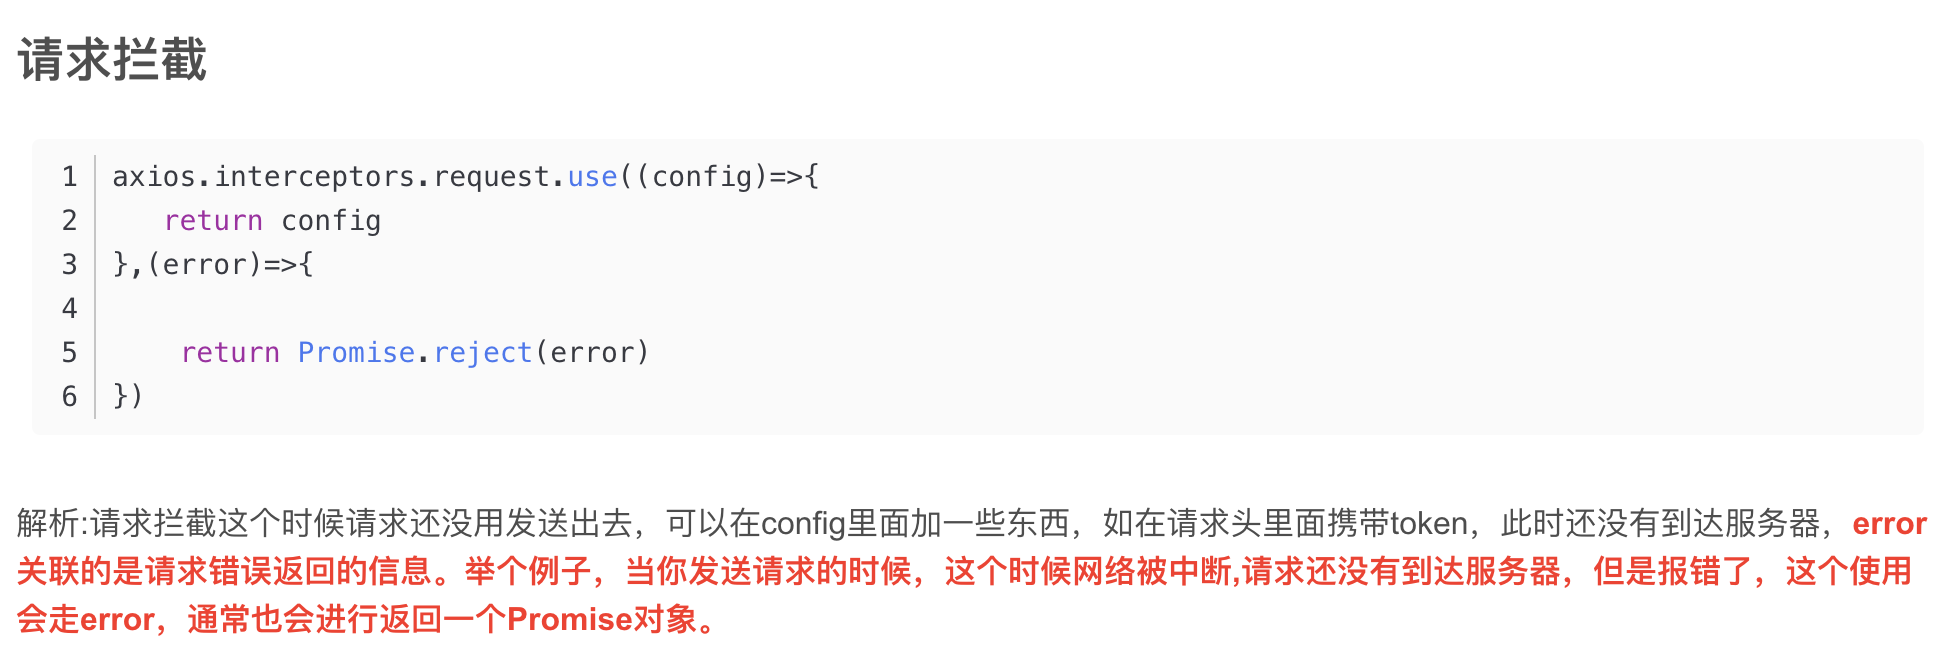 请求拦截
1 axios.interceptors.request.use((config)=>{
2    return config
3 },(error)=>{
4
5     return Promise.reject(error)
6 })
解析:请求拦截这个时候请求还没用发送出去，可以在config里面加一些东西，如在请求头里面携带token，此时还没有到达服务器，error
关联的是请求错误返回的信息。举个例子，当你发送请求的时候，这个时候网络被中断,请求还没有到达服务器，但是报错了，这个使用
会走error，通常也会进行返回一个Promise对象。